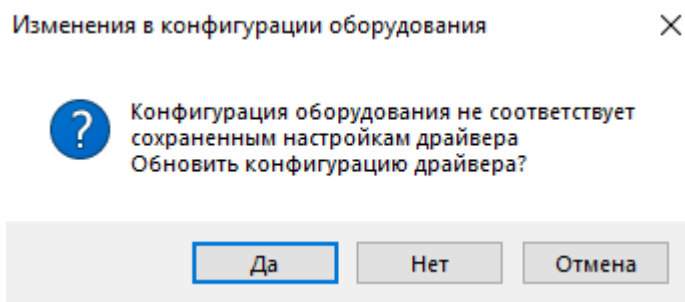 Изменения в конфигурации оборудования
Конфигурация оборудования не соответствует
сохраненным настройкам драйвера
Обновить конфигурацию драйвера?
Да Нет Отмена